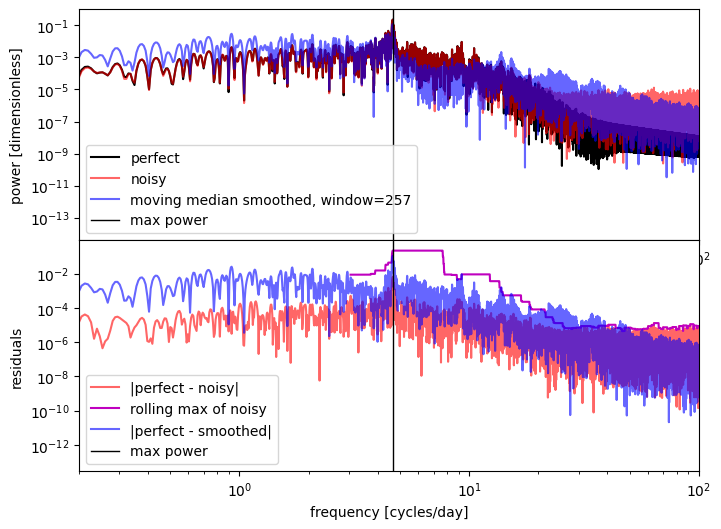 power [dimensionless]
10⁻¹
10⁻³
10⁻⁵
10⁻⁷
10⁻⁹
10⁻¹¹
10⁻¹³
perfect
noisy
moving median smoothed, window=257
max power
residuals
10⁻²
10⁻⁴
10⁻⁶
10⁻⁸
10⁻¹⁰
10⁻¹²
|perfect - noisy|
rolling max of noisy
|perfect - smoothed|
max power
10⁰
10¹
10²
frequency [cycles/day]